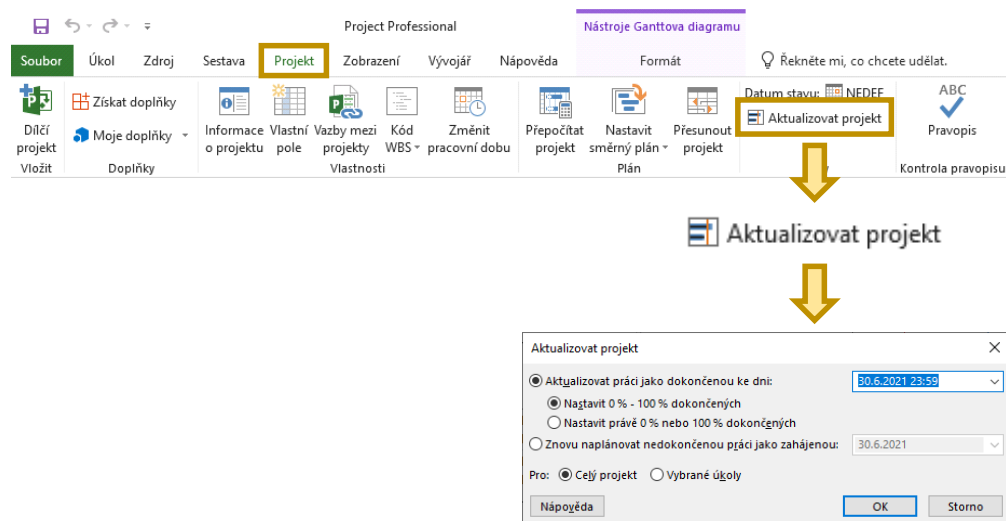 Project Professional
Nástroje Ganttova diagramu
Soubor Úkol Zdroj Sestava Projekt Zobrazení Vývojář Nápověda Formát Řekněte mi, co chcete udělat.
Dílčí projekt
Vložit
Získat doplňky
Moje doplňky
Doplňky
Informace o projektu
Vlastní pole
Vazby mezi projekty
Kód WBS
Změnit pracovní dobu
Vlastnosti
Přepočítat projekt
Nastavit směrný plán
Přesunout projekt
Plán
Datum stavu: NEDEF
Aktualizovat projekt
ABC
Pravopis
Kontrola pravopisu
Aktualizovat projekt
Aktualizovat projekt
Aktualizovat práci jako dokončenou ke dni: 30.6.2021 23:59
Nastavit 0 % - 100 % dokončených
Nastavit právě 0 % nebo 100 % dokončených
Znovu naplánovat nedokončenou práci jako zahájenou: 30.6.2021
Pro: Celý projekt Vybrané úkoly
Nápověda OK Storno